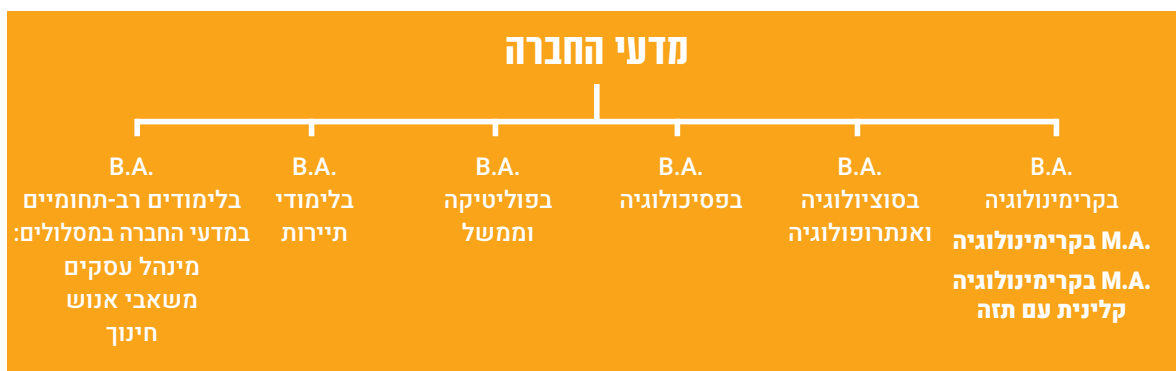 מדעי החברה
B.A.
בקרימינולוגיה
M.A. בקרימינולוגיה
M.A. בקרימינולוגיה
קלינית עם תזה
B.A.
בסוציולוגיה
ואנתרופולוגיה
B.A.
בפסיכולוגיה
B.A.
בפוליטיקה
וממשל
B.A.
בלימודי
תיירות
B.A.
בלימודים רב-תחומיים
במדעי החברה במסלולים:
מינהל עסקים
משאבי אנוש
חינוך